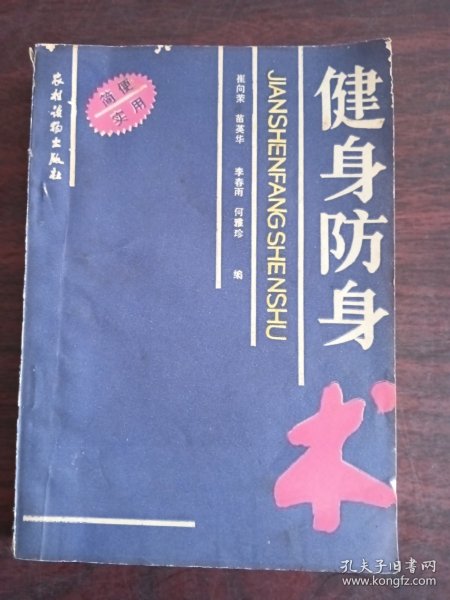 健身防身术
JIANSHENFANGSHENSHU
崔向荣 苗英华 李春雨 何雅珍 编
简便
实用
农村读物出版社
孔夫子旧书网
www.kongfz.com